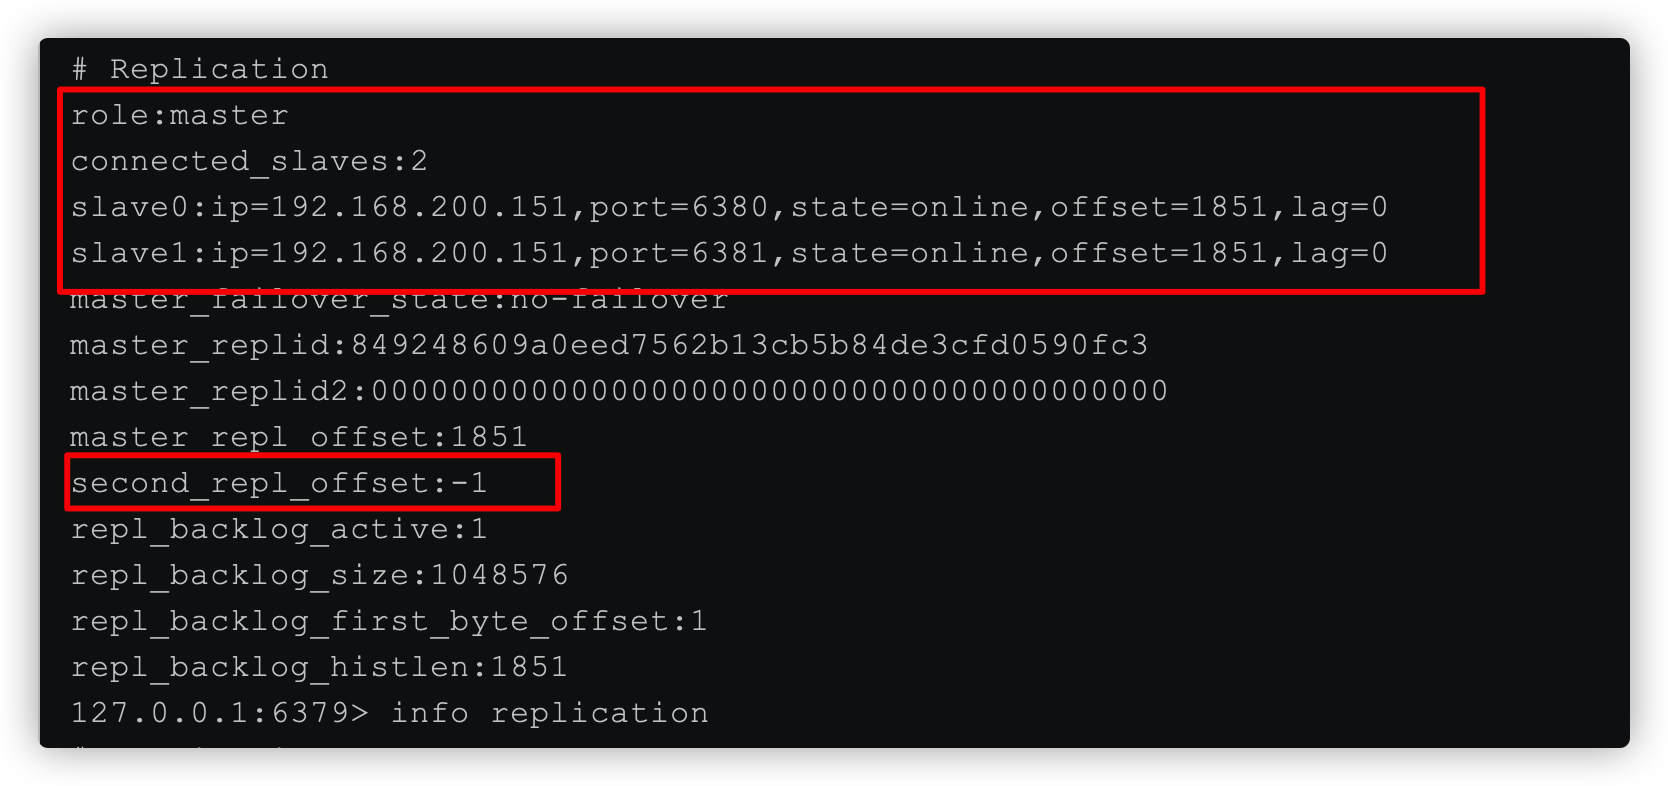 # Replication
role:master
connected_slaves:2
slave0:ip=192.168.200.151,port=6380,state=online,offset=1851,lag=0
slave1:ip=192.168.200.151,port=6381,state=online,offset=1851,lag=0
master_failover_state:no-failover
master_replid:849248609a0eed7562b13cb5b84de3cfd0590fc3
master_replid2:0000000000000000000000000000000000000000
master_repl_offset:1851
second_repl_offset:-1
repl_backlog_active:1
repl_backlog_size:1048576
repl_backlog_first_byte_offset:1
repl_backlog_histlen:1851
127.0.0.1:6379> info replication